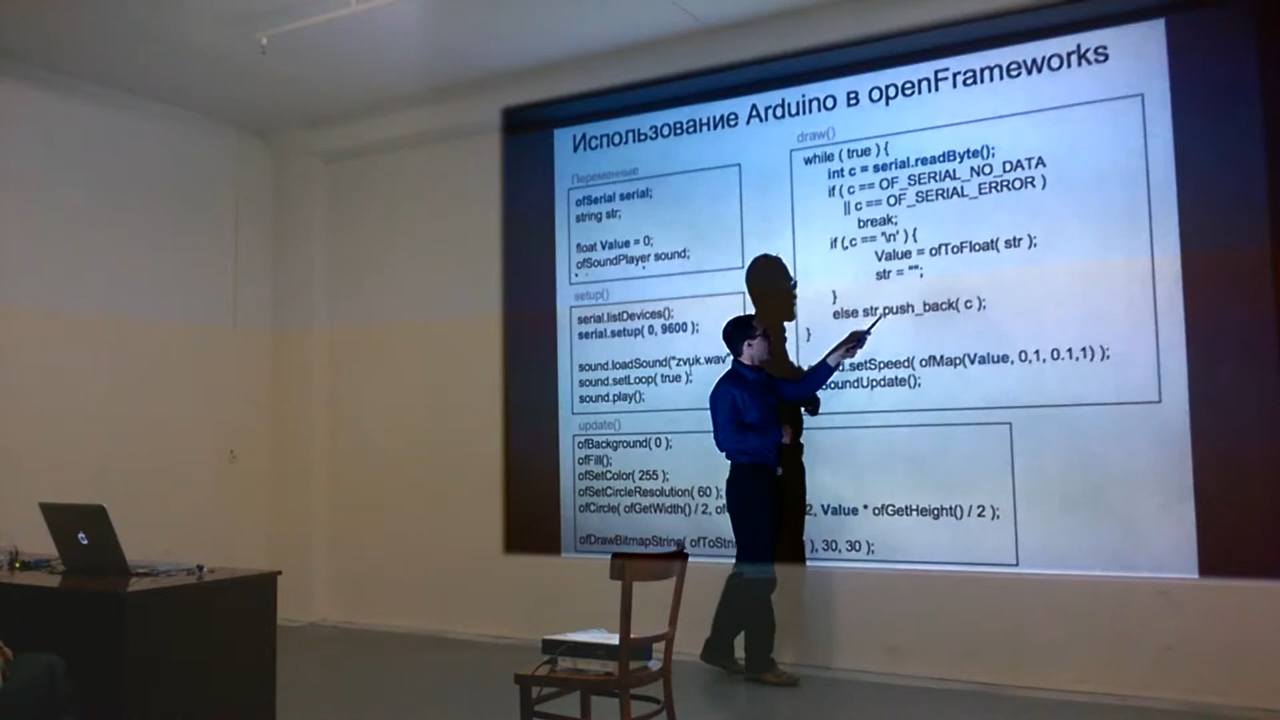 Использование Arduino в openFrameworks
Переменные
ofSerial serial;
string str;
float Value = 0;
ofSoundPlayer sound;
setup()
serial.listDevices();
serial.setup( 0, 9600 );
sound.loadSound("zvuk.wav"
sound.setLoop( true );
sound.play();
draw()
while ( true ) {
int c = serial.readByte();
if ( c == OF_SERIAL_NO_DATA
|| c == OF_SERIAL_ERROR )
break;
if ( c == '\n' ) {
Value = ofToFloat( str );
str = "";
}
else str.push_back( c );
}
d.setSpeed( ofMap(Value, 0,1, 0.1,1) );
SoundUpdate();
update()
ofBackground( 0 );
ofFill();
ofSetColor( 255 );
ofSetCircleResolution( 60 );
ofCircle( ofGetWidth() / 2, of 2, Value * ofGetHeight() / 2 );
ofDrawBitmapString( ofToStri ), 30, 30 );